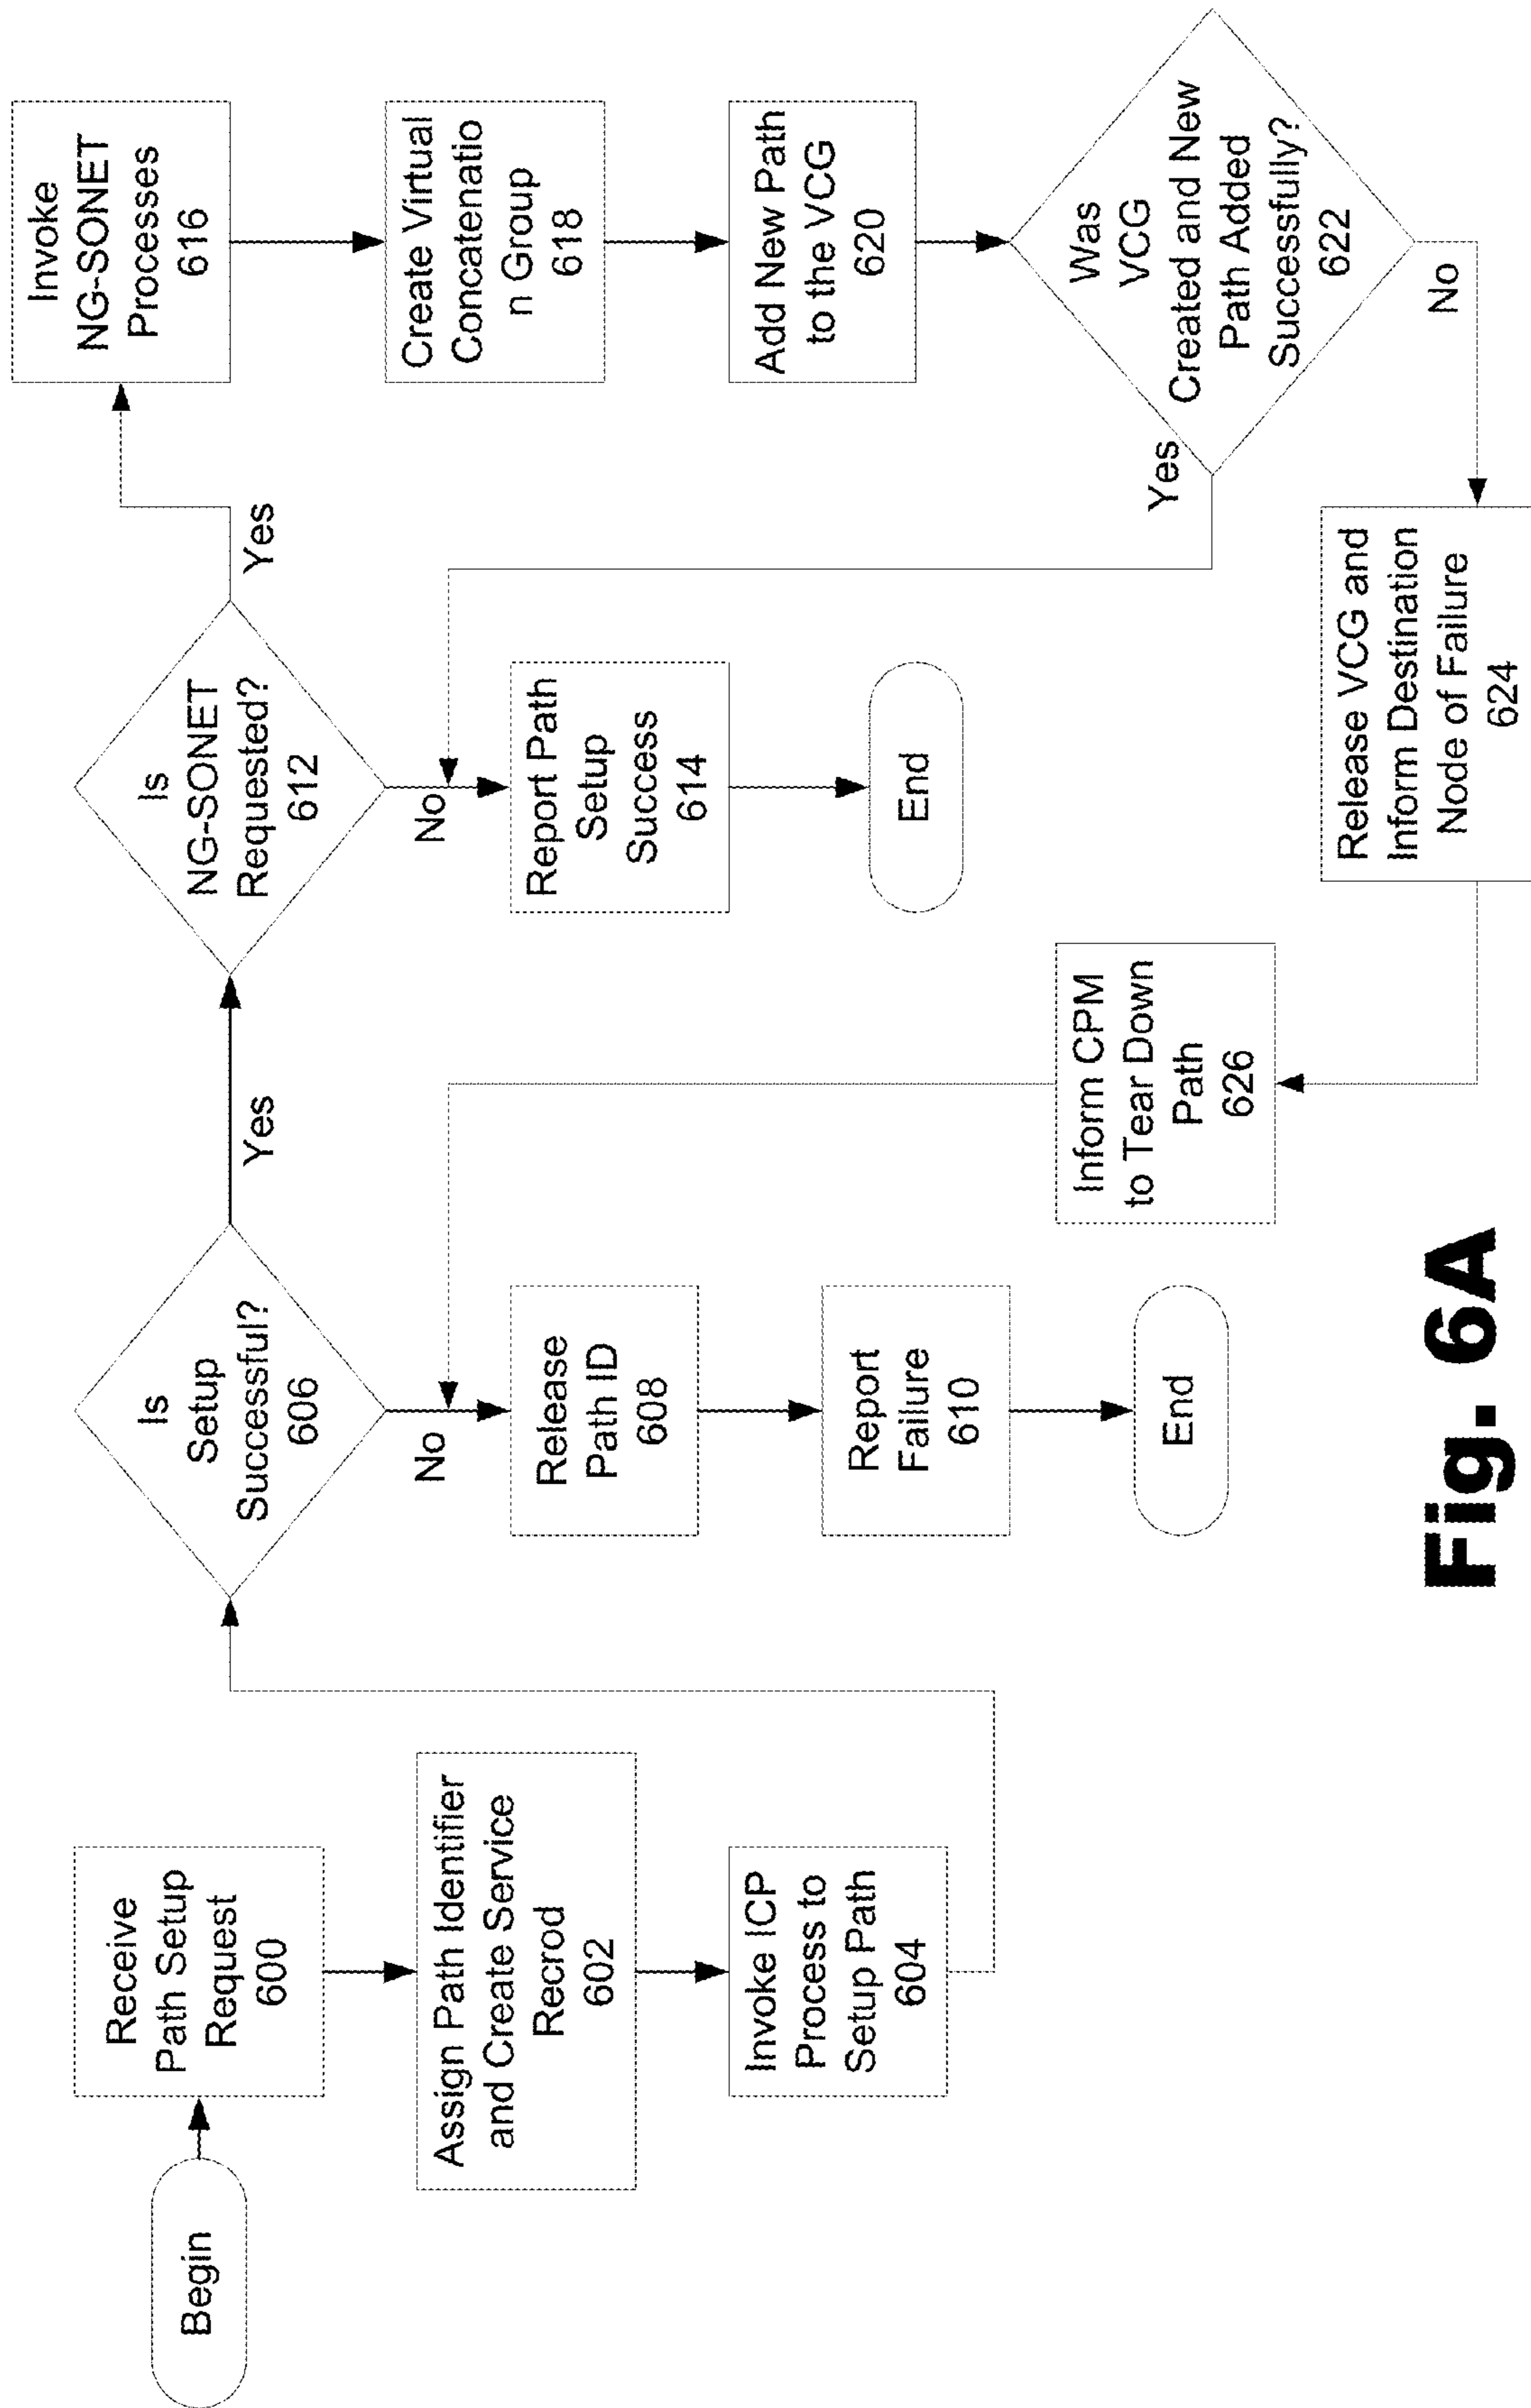 Begin
Receive
Path Setup
Request
600
Assign Path Identifier
and Create Service
Recrod
602
Invoke ICP
Process to
Setup Path
604
Is
Setup
Successful?
606
Yes
No
Release
Path ID
608
Report
Failure
610
End
Is
NG-SONET
Requested?
612
Yes
No
Report Path
Setup
Success
614
End
Invoke
NG-SONET
Processes
616
Create Virtual
Concatenatio
n Group
618
Add New Path
to the VCG
620
Was
VCG
Created and New
Path Added
Successfully?
622
Yes
No
Release VCG and
Inform Destination
Node of Failure
624
Inform CPM
to Tear Down
Path
626
Fig. 6A